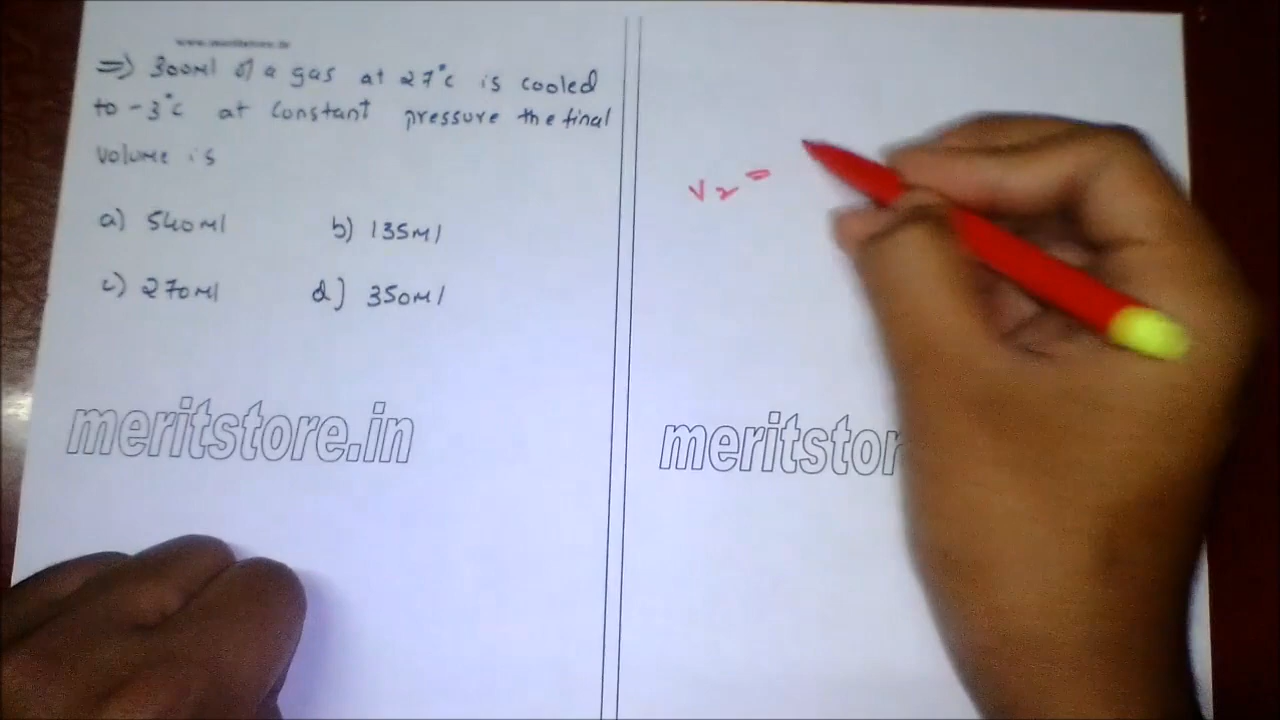 ⇒ 300Ml of a gas at 27°c is cooled
to -3°c at constant pressure the final
volume is
a) 540Ml b) 135Ml
c) 270Ml d) 350Ml
V₂ =
meritstore.in
meritstor